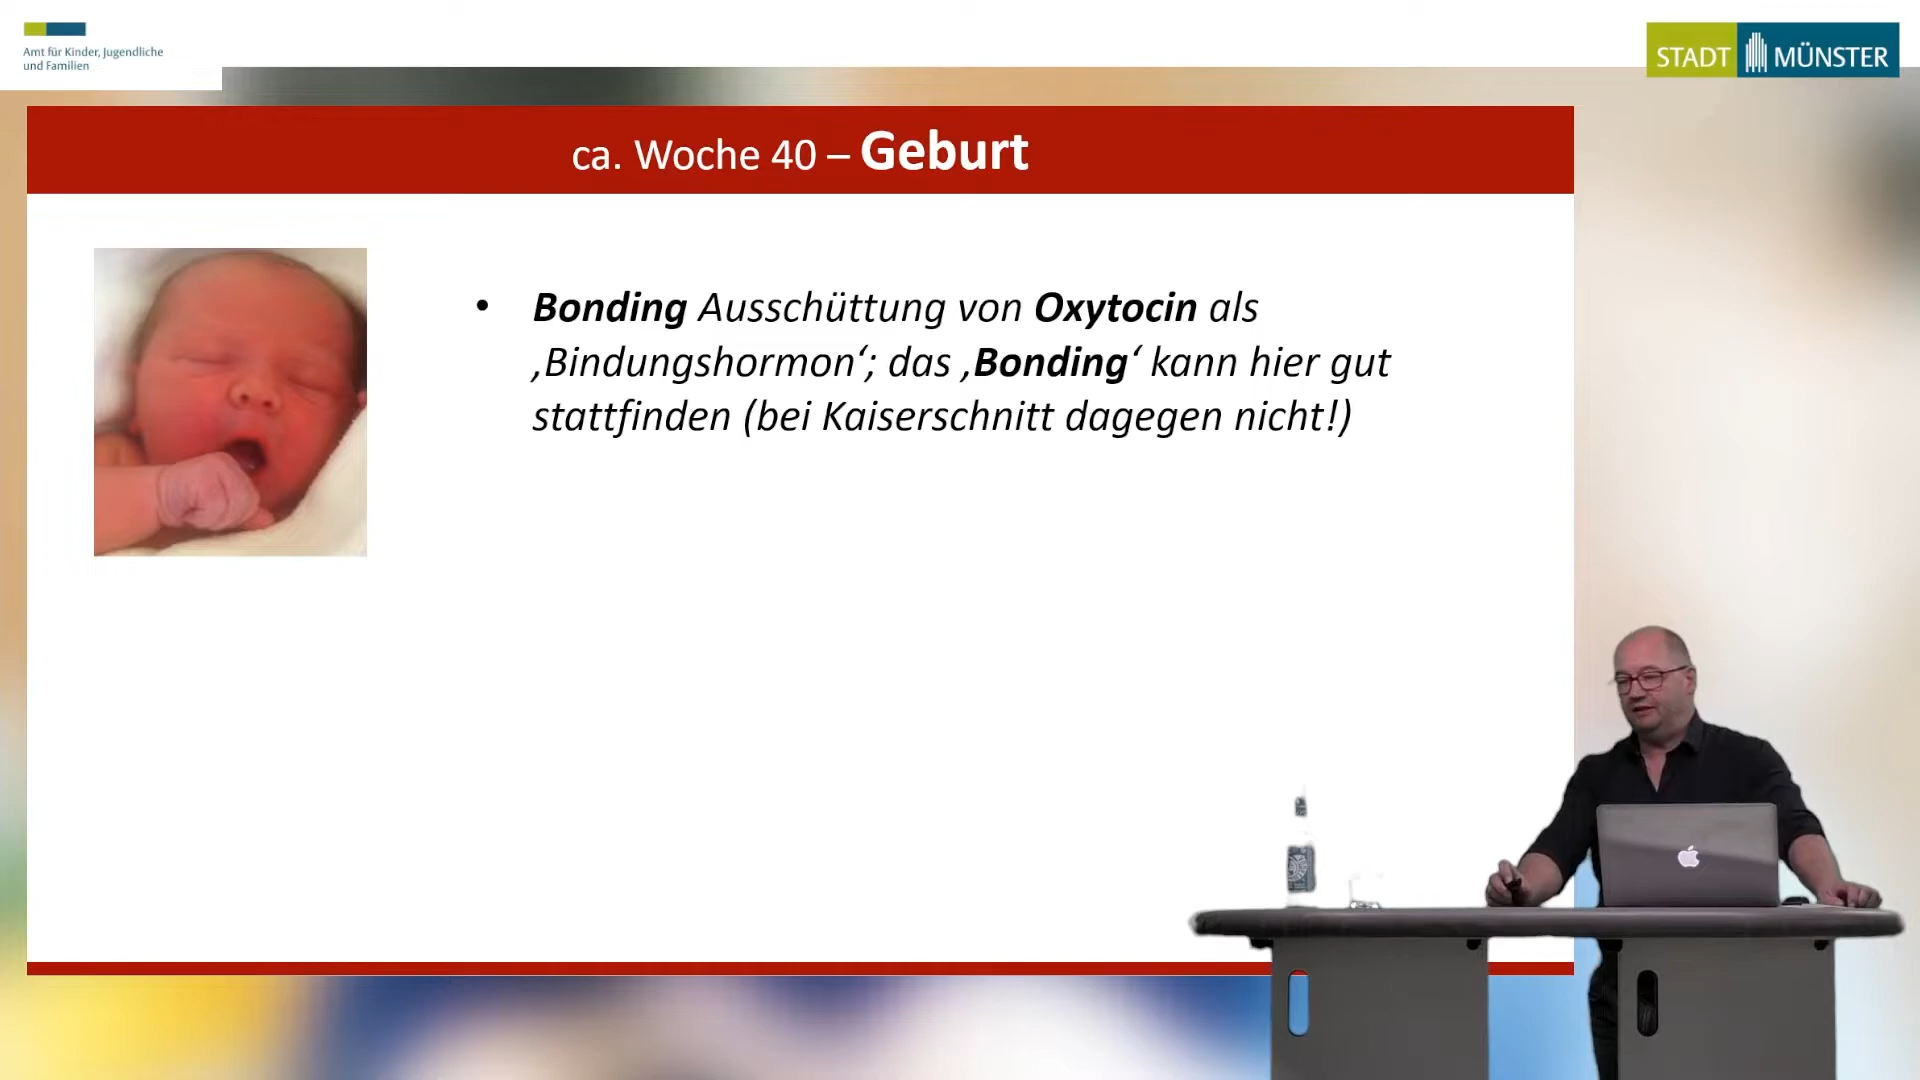 Amt für Kinder, Jugendliche
und Familien
STADT MÜNSTER
ca. Woche 40 – Geburt
• Bonding Ausschüttung von Oxytocin als
‚Bindungshormon‘; das ‚Bonding‘ kann hier gut
stattfinden (bei Kaiserschnitt dagegen nicht!)